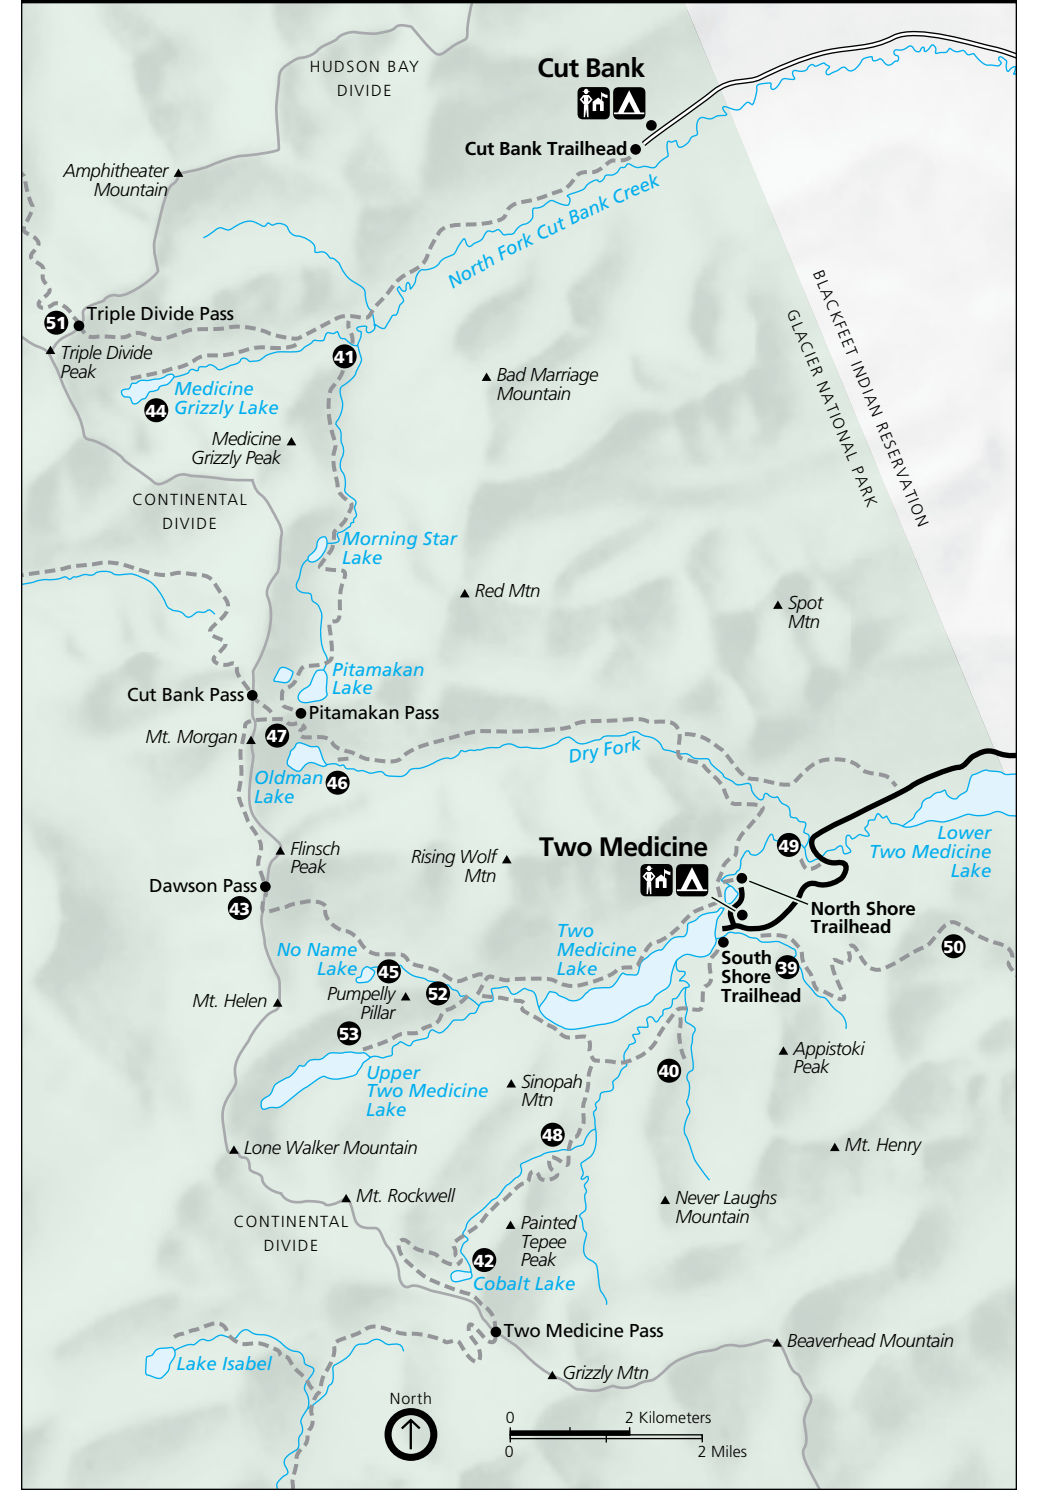 HUDSON BAY
DIVIDE
Cut Bank
Cut Bank Trailhead
Amphitheater
Mountain
North Fork Cut Bank Creek
BLACKFEET INDIAN RESERVATION
GLACIER NATIONAL PARK
51
Triple Divide Pass
Triple Divide
Peak
41
Medicine
Grizzly Lake
44
Bad Marriage
Mountain
Medicine
Grizzly Peak
CONTINENTAL
DIVIDE
Morning Star
Lake
Red Mtn
Spot
Mtn
Pitamakan
Lake
Cut Bank Pass
Pitamakan Pass
Mt. Morgan
47
Dry Fork
Oldman
Lake
46
Lower
Two Medicine
Lake
Flinsch
Peak
Rising Wolf
Mtn
Two Medicine
49
Dawson Pass
43
North Shore
Trailhead
No Name
Lake
45
Two
Medicine
Lake
South
Shore
Trailhead
39
50
Mt. Helen
Pumpelly
Pillar
52
53
Upper
Two Medicine
Lake
Sinopah
Mtn
40
Appistoki
Peak
48
Lone Walker Mountain
Mt. Henry
Mt. Rockwell
Never Laughs
Mountain
CONTINENTAL
DIVIDE
Painted
Tepee
Peak
42
Cobalt Lake
Two Medicine Pass
Beaverhead Mountain
Lake Isabel
Grizzly Mtn
North
0 2 Kilometers
0 2 Miles